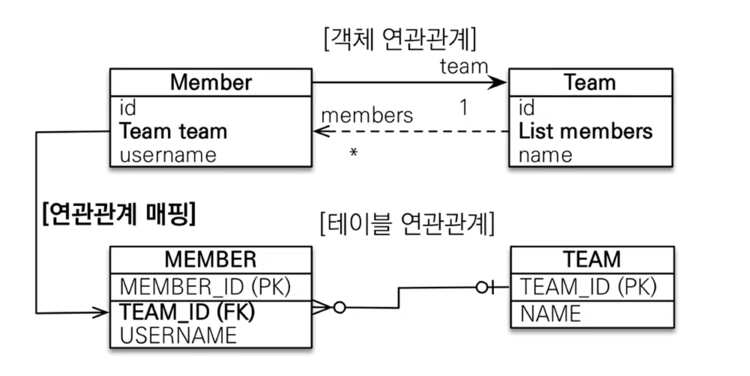 [객체 연관관계]
team
Member
Team
id
Team team
username
members
1
*
id
List members
name
[연관관계 매핑]
[테이블 연관관계]
MEMBER
MEMBER_ID (PK)
TEAM_ID (FK)
USERNAME
TEAM
TEAM_ID (PK)
NAME